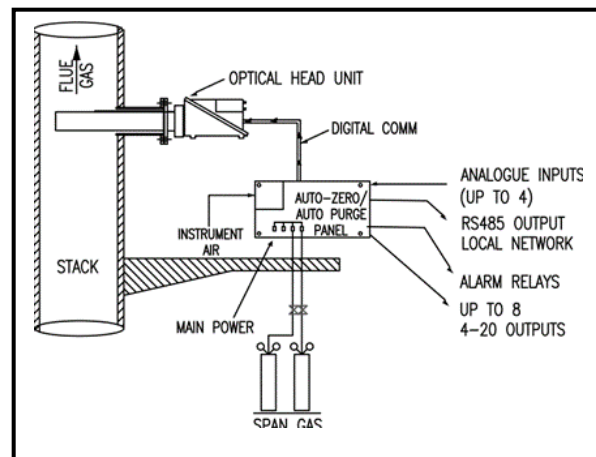 FLUE
GAS
OPTICAL HEAD UNIT
DIGITAL COMM
ANALOGUE INPUTS
(UP TO 4)
AUTO-ZERO/
AUTO PURGE
PANEL
RS485 OUTPUT
LOCAL NETWORK
INSTRUMENT
AIR
STACK
ALARM RELAYS
MAIN POWER
UP TO 8
4-20 OUTPUTS
SPAN GAS